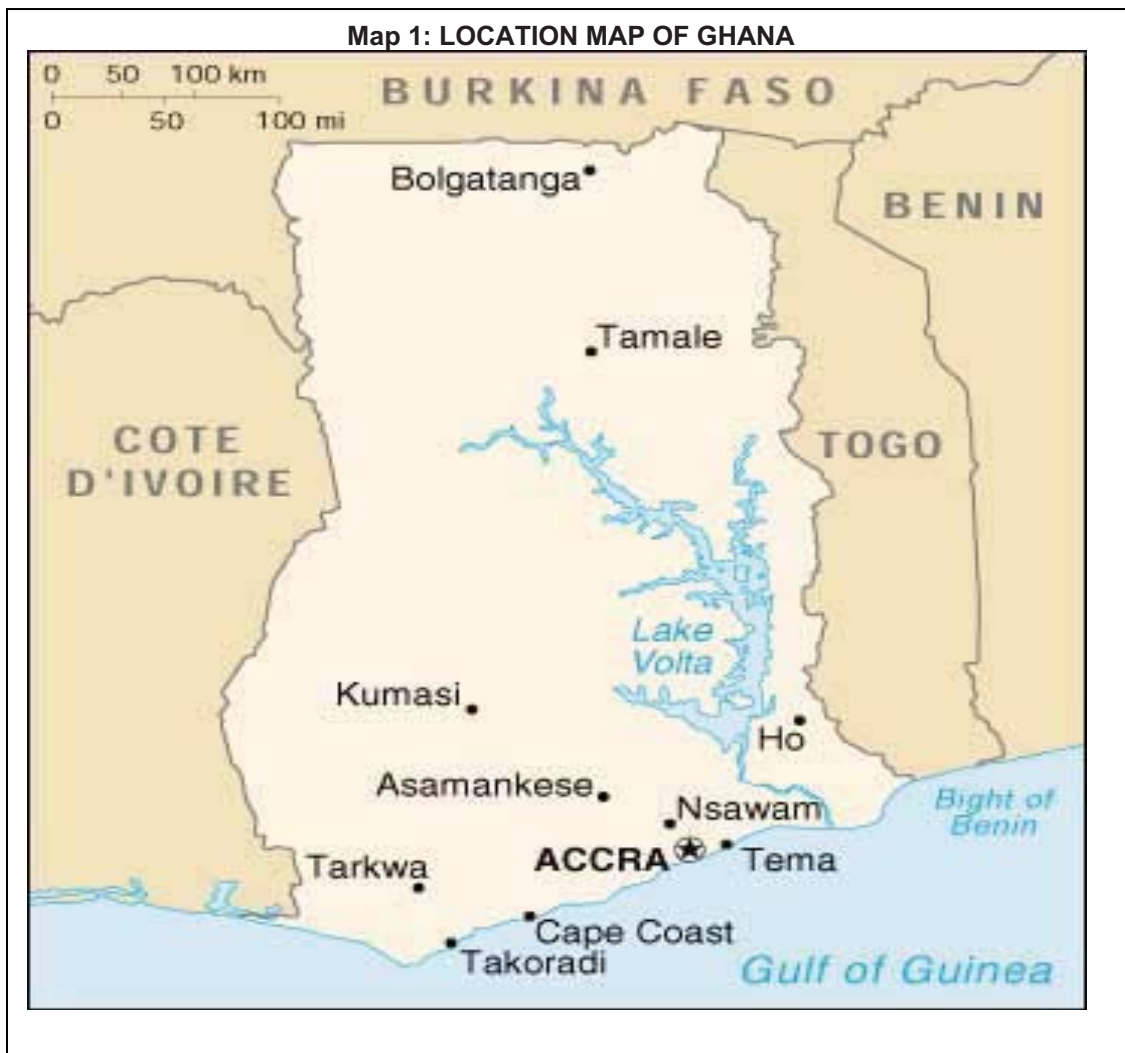 Map 1: LOCATION MAP OF GHANA
0 50 100 km
0 50 100 mi
BURKINA FASO
Bolgatanga
BENIN
Tamale
COTE
D'IVOIRE
TOGO
Lake
Volta
Kumasi
Ho
Asamankese
Nsawam
Bight of
Benin
ACCRA
Tema
Tarkwa
Cape Coast
Takoradi
Gulf of Guinea